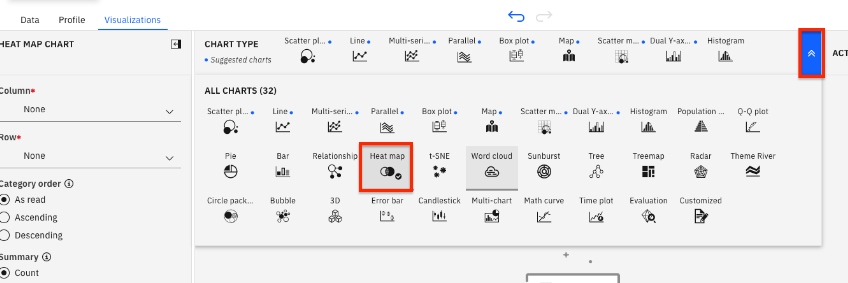 Data Profile Visualizations
HEAT MAP CHART
Column*
None
Row*
None
Category order
As read
Ascending
Descending
Summary
Count
CHART TYPE
• Suggested charts
Scatter pl... Line Multi-seri... Parallel Box plot Map Scatter m... Dual Y-ax... Histogram
ACT
ALL CHARTS (32)
Scatter pl... Line Multi-seri... Parallel Box plot Map Scatter m... Dual Y-ax... Histogram Population ... Q-Q plot
Pie Bar Relationship Heat map t-SNE Word cloud Sunburst Tree Treemap Radar Theme River
Circle pack... Bubble 3D Error bar Candlestick Multi-chart Math curve Time plot Evaluation Customized